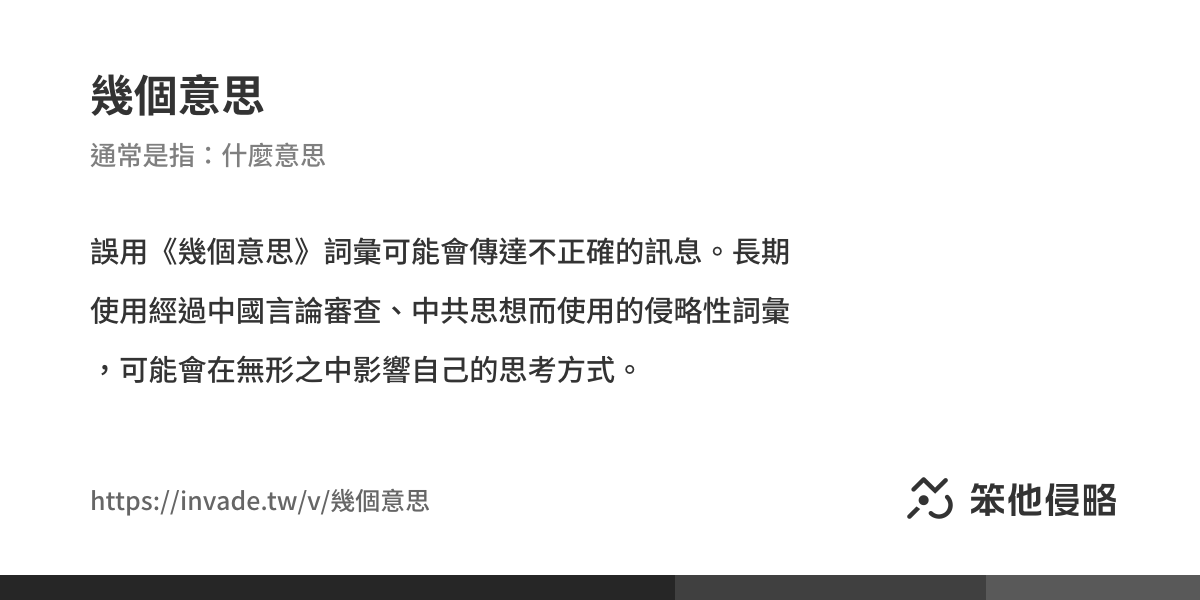 幾個意思
通常是指：什麼意思
誤用《幾個意思》詞彙可能會傳達不正確的訊息。長期
使用經過中國言論審查、中共思想而使用的侵略性詞彙
，可能會在無形之中影響自己的思考方式。
https://invade.tw/v/幾個意思
笨他侵略